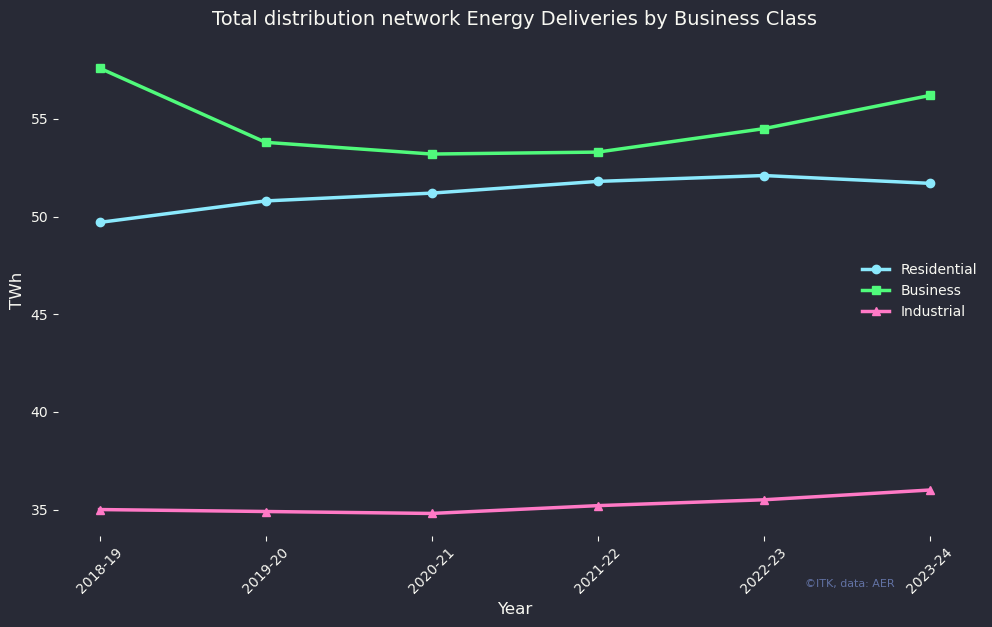 Total distribution network Energy Deliveries by Business Class
TWh
55
50
45
40
35
Residential
Business
Industrial
2018-19
2019-20
2020-21
2021-22
2022-23
2023-24
©ITK, data: AER
Year